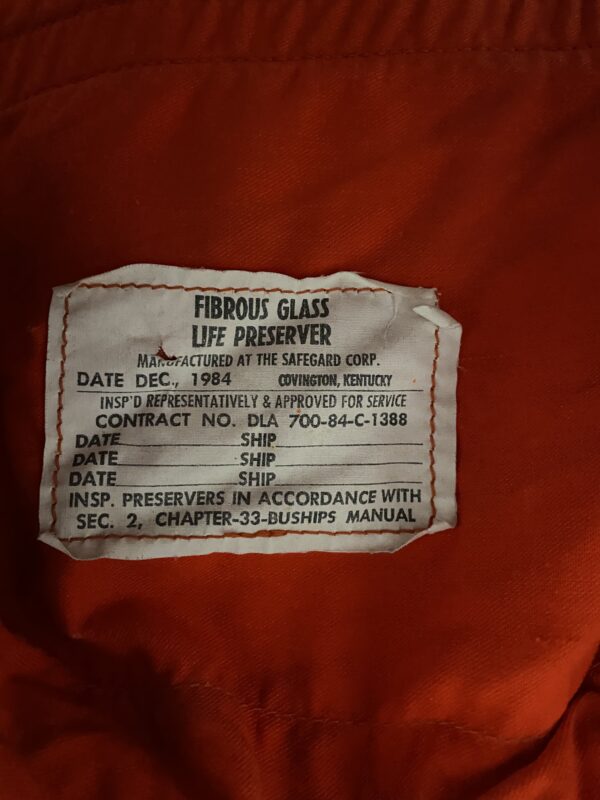 FIBROUS GLASS
LIFE PRESERVER
MANUFACTURED AT THE SAFEGARD CORP.
DATE DEC., 1984 COVINGTON, KENTUCKY
INSP'D REPRESENTATIVELY & APPROVED FOR SERVICE
CONTRACT NO. DLA 700-84-C-1388
DATE SHIP
DATE SHIP
DATE SHIP
INSP. PRESERVERS IN ACCORDANCE WITH
SEC. 2, CHAPTER-33-BUSHIPS MANUAL